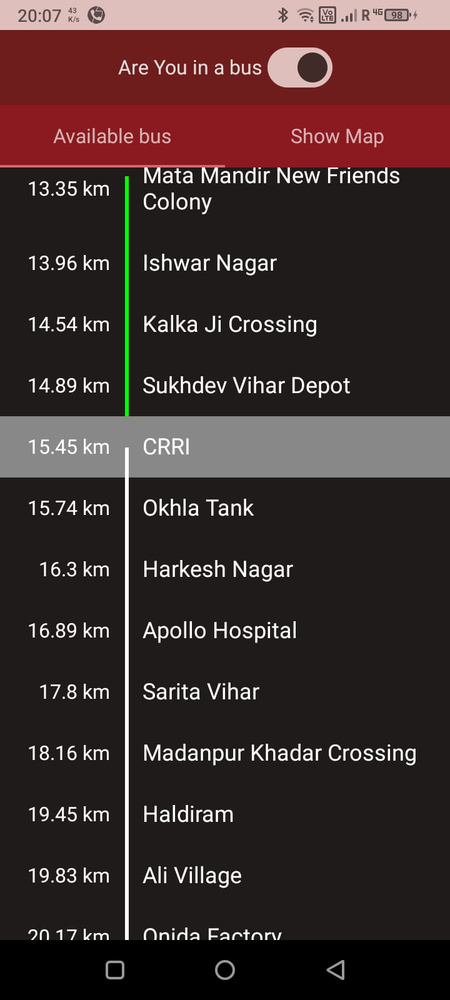 20:07 43 K/s Vo LTE R 4G 98
Are You in a bus
Available bus Show Map
13.35 km Mata Mandir New Friends
Colony
13.96 km Ishwar Nagar
14.54 km Kalka Ji Crossing
14.89 km Sukhdev Vihar Depot
15.45 km CRRI
15.74 km Okhla Tank
16.3 km Harkesh Nagar
16.89 km Apollo Hospital
17.8 km Sarita Vihar
18.16 km Madanpur Khadar Crossing
19.45 km Haldiram
19.83 km Ali Village
20.17 km Onida Factory